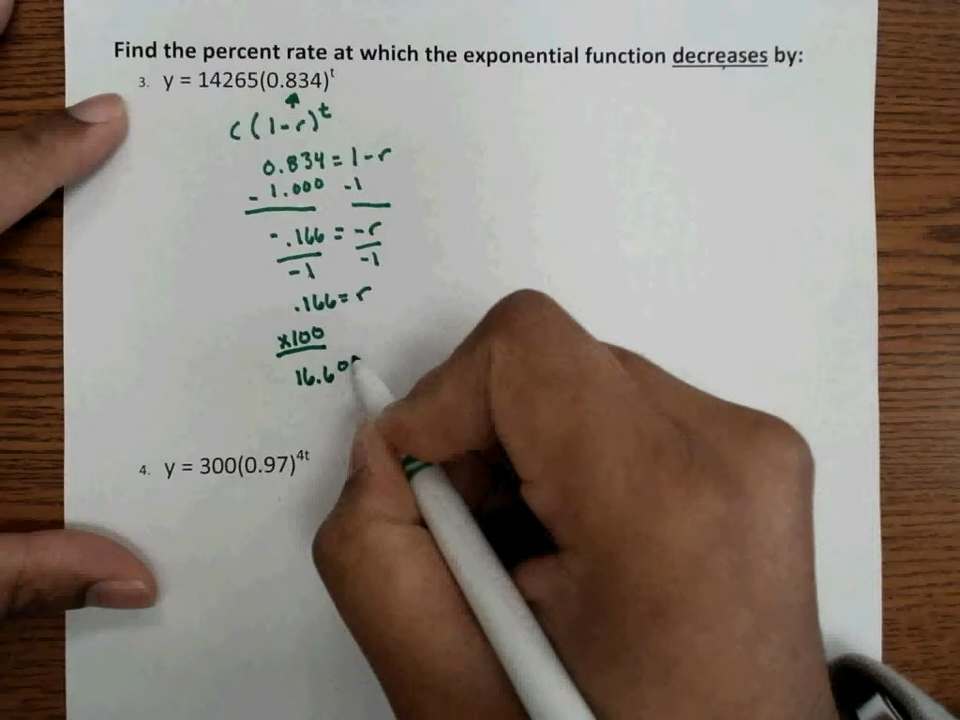 Find the percent rate at which the exponential function decreases by:
3. y = 14265(0.834)^t
c(1-r)^t
0.834 = 1-r
- 1.000 -1
-.166 = -r
-1 -1
.166 = r
x100
16.6%
4. y = 300(0.97)^4t